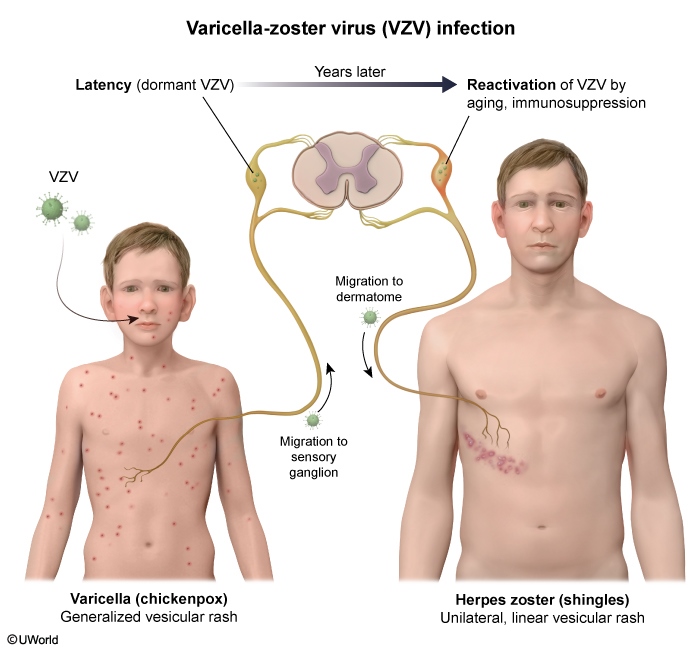 Varicella-zoster virus (VZV) infection
Years later
Latency (dormant VZV)
Reactivation of VZV by
aging, immunosuppression
VZV
Migration to
dermatome
Migration to
sensory
ganglion
Varicella (chickenpox)
Generalized vesicular rash
Herpes zoster (shingles)
Unilateral, linear vesicular rash
©UWorld